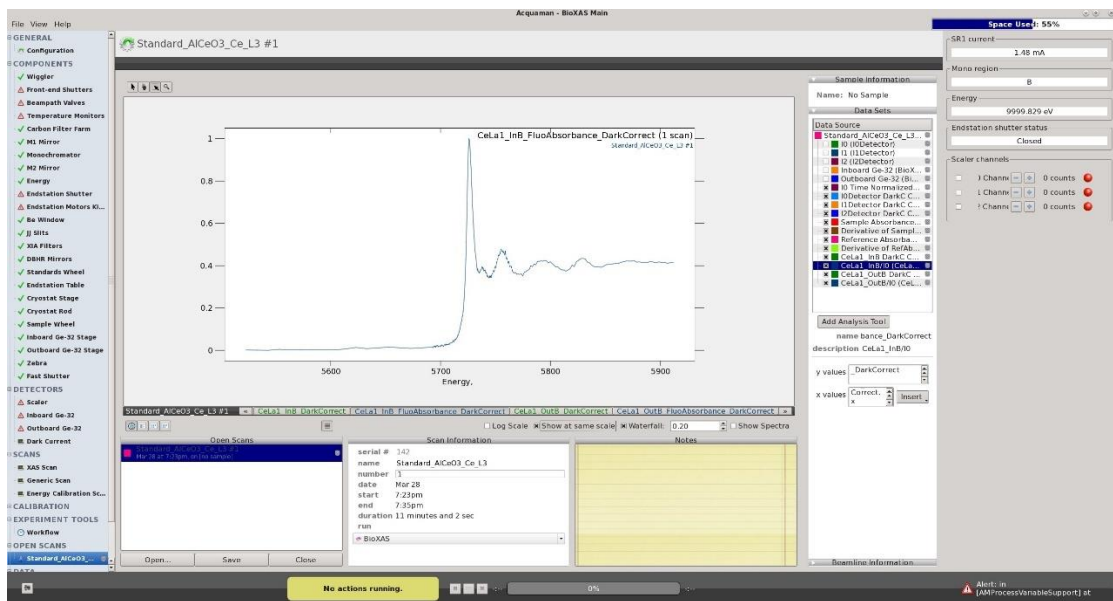 Acquaman - BioXAS Main
File View Help
Space Used: 55%
GENERAL
Configuration
COMPONENTS
Wiggler
Front-end Shutters
Beampath Valves
Temperature Monitors
Carbon Filter Farm
M1 Mirror
Monochromator
M2 Mirror
Energy
Endstation Shutter
Endstation Motors Ki...
Be Window
JJ Slits
XIA Filters
DBHR Mirrors
Standards Wheel
Endstation Table
Cryostat Stage
Cryostat Rod
Sample Wheel
Inboard Ge-32 Stage
Outboard Ge-32 Stage
Zebra
Fast Shutter
DETECTORS
Scaler
Inboard Ge-32
Outboard Ge-32
Dark Current
SCANS
XAS Scan
Generic Scan
Energy Calibration Sc...
CALIBRATION
EXPERIMENT TOOLS
Workflow
OPEN SCANS
Standard_AlCeO3_...
DATA
Standard_AlCeO3_Ce_L3 #1
CeLa1_InB_FluoAbsorbance_DarkCorrect (1 scan)
Standard_AlCeO3_Ce_L3 #1
1
0.8
0.6
0.4
0.2
0
5600 5700 5800 5900
Energy,
Standard_AlCeO3_Ce_L3 #1 « CeLa1_InB_DarkCorrect | CeLa1_InB_FluoAbsorbance_DarkCorrect | CeLa1_OutB_DarkCorrect | CeLa1_OutB_FluoAbsorbance_DarkCorrect »
Log Scale Show at same scale Waterfall: 0.20 Show Spectra
Open Scans
Standard_AlCeO3_Ce_L3 #1
Mar 28 at 7:23pm, on [no sample]
Open...
Save
Close
Scan Information
serial # 142
name Standard_AlCeO3_Ce_L3
number 1
date Mar 28
start 7:23pm
end 7:35pm
duration 11 minutes and 2 sec
run
BioXAS
Notes
Sample Information
Name: No Sample
Data Sets
Data Source
Standard_AlCeO3_Ce_L3...
I0 (I0Detector)
I1 (I1Detector)
I2 (I2Detector)
Inboard Ge-32 (BioX...
Outboard Ge-32 (Bi...
I0 Time Normalized...
I0Detector DarkC C...
I1Detector DarkC C...
I2Detector DarkC C...
Sample Absorbance...
Derivative of Sampl...
Reference Absorba...
Derivative of RefAb...
CeLa1_InB DarkC C...
CeLa1_InB/I0 (CeLa...
CeLa1_OutB DarkC ...
CeLa1_OutB/I0 (CeL...
Add Analysis Tool
name bance_DarkCorrect
description CeLa1_InB/I0
y values _DarkCorrect
x values Correct. x
Insert
Beamline Information
SR1 current
1.48 mA
Mono region
B
Energy
9999.829 eV
Endstation shutter status
Closed
Scaler channels
0 counts
0 counts
0 counts
No actions running.
0%
Alert: in
[AMProcessVariableSupport] at